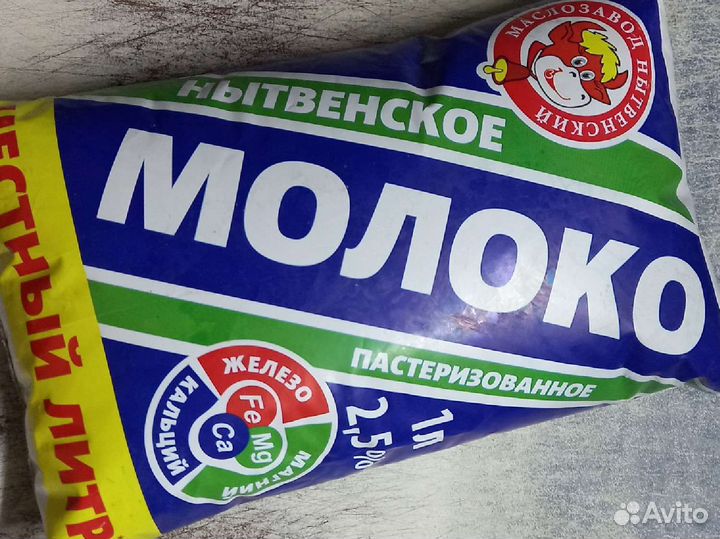 МАСЛОЗАВОД НЫТВЕНСКИЙ
НЫТВЕНСКОЕ
МОЛОКО
ПАСТЕРИЗОВАННОЕ
ЧЕСТНЫЙ ЛИТР
ЖЕЛЕЗО
КАЛЬЦИЙ
МАГНИЙ
Fe
Mg
Ca
1л
2,5%
Avito